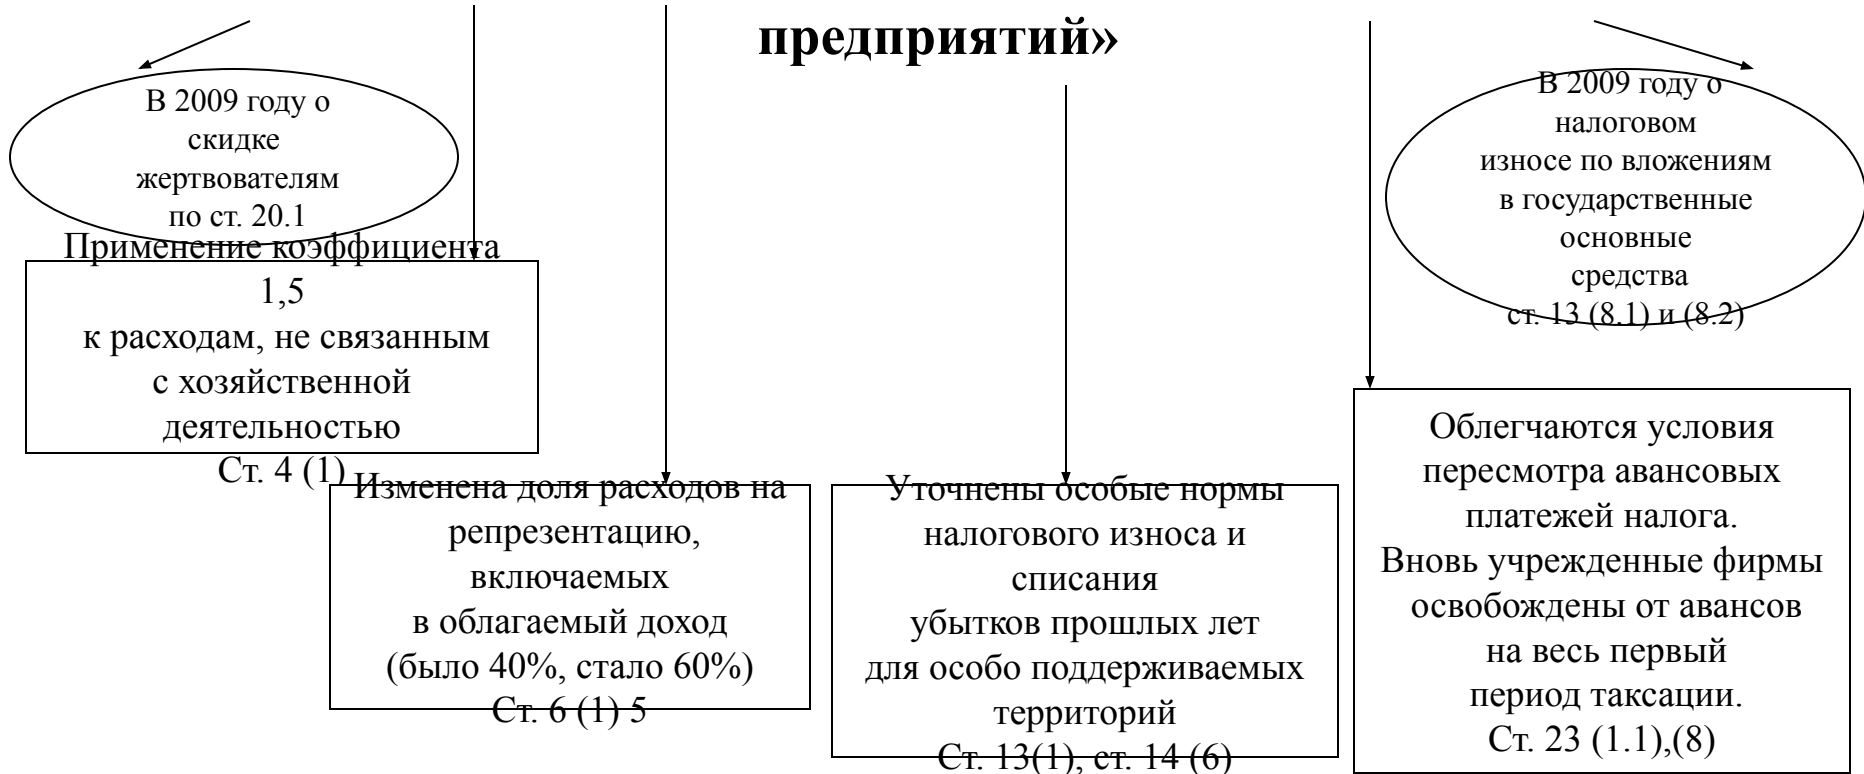 предприятий»
В 2009 году о
скидке
жертвователям
по ст. 20.1
Применение коэффициента
1,5
к расходам, не связанным
с хозяйственной
деятельностью
Ст. 4 (1)
Изменена доля расходов на
репрезентацию,
включаемых
в облагаемый доход
(было 40%, стало 60%)
Ст. 6 (1) 5
Уточнены особые нормы
налогового износа и
списания
убытков прошлых лет
для особо поддерживаемых
территорий
Ст. 13(1), ст. 14 (6)
В 2009 году о
налоговом
износе по вложениям
в государственные
основные
средства
ст. 13 (8.1) и (8.2)
Облегчаются условия
пересмотра авансовых
платежей налога.
Вновь учрежденные фирмы
освобождены от авансов
на весь первый
период таксации.
Ст. 23 (1.1),(8)